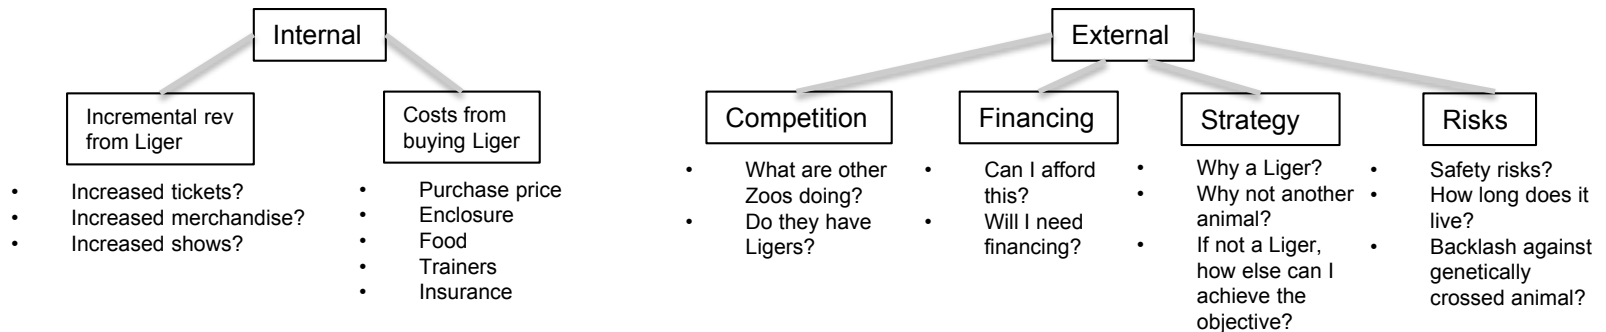 Internal
Incremental rev
from Liger
• Increased tickets?
• Increased merchandise?
• Increased shows?
Costs from
buying Liger
• Purchase price
• Enclosure
• Food
• Trainers
• Insurance
External
Competition
• What are other
Zoos doing?
• Do they have
Ligers?
Financing
• Can I afford
this?
• Will I need
financing?
Strategy
• Why a Liger?
• Why not another
animal?
• If not a Liger,
how else can I
achieve the
objective?
Risks
• Safety risks?
• How long does it
live?
• Backlash against
genetically
crossed animal?